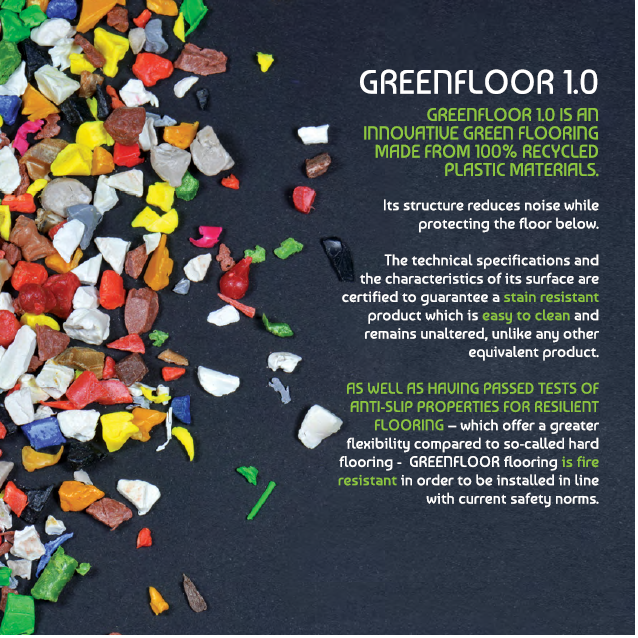 GREENFLOOR 1.0
GREENFLOOR 1.0 IS AN
INNOVATIVE GREEN FLOORING
MADE FROM 100% RECYCLED
PLASTIC MATERIALS.
Its structure reduces noise while
protecting the floor below.
The technical specifications and
the characteristics of its surface are
certified to guarantee a stain resistant
product which is easy to clean and
remains unaltered, unlike any other
equivalent product.
AS WELL AS HAVING PASSED TESTS OF
ANTI-SLIP PROPERTIES FOR RESILIENT
FLOORING – which offer a greater
flexibility compared to so-called hard
flooring - GREENFLOOR flooring is fire
resistant in order to be installed in line
with current safety norms.